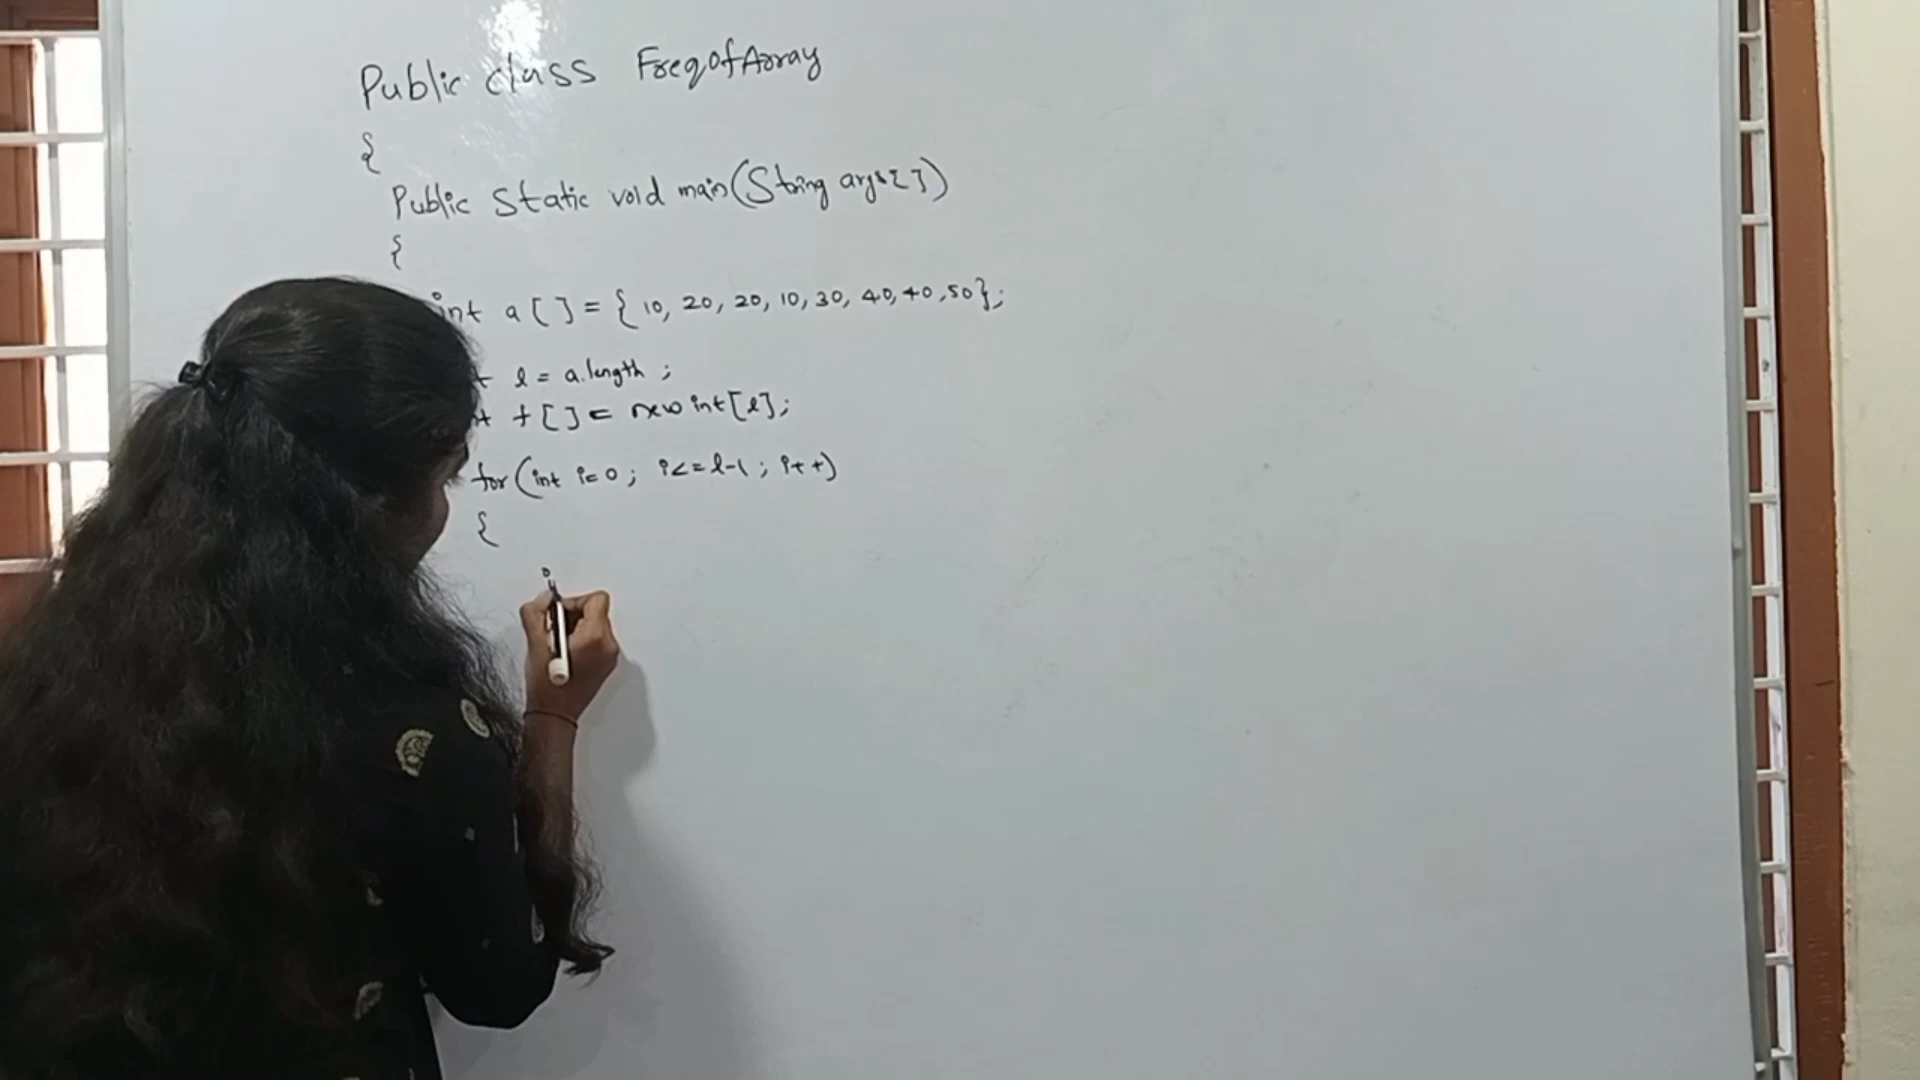 Public class FreqofArray
{
Public Static void main(String args[])
{
int a[] = { 10, 20, 20, 10, 30, 40, 40, 50};
l = a.length ;
f[] = new int[l];
for(int i=0; i<=l-1; i++)
{